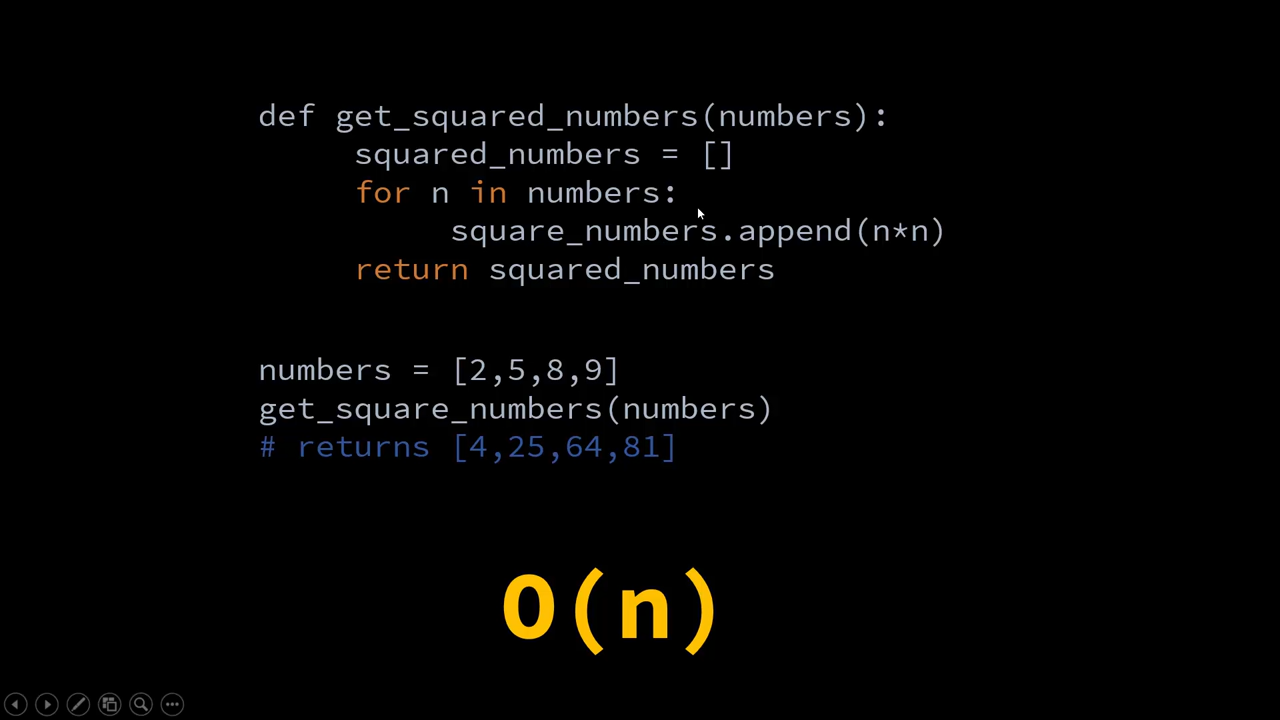 def get_squared_numbers(numbers):
squared_numbers = []
for n in numbers:
square_numbers.append(n*n)
return squared_numbers
numbers = [2,5,8,9]
get_square_numbers(numbers)
# returns [4,25,64,81]
O(n)